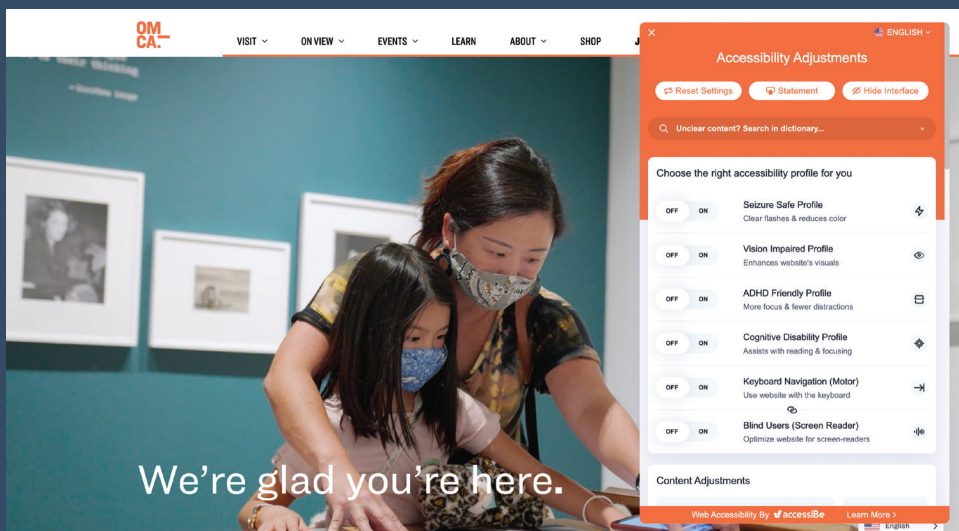 OM
CA.
VISIT ON VIEW EVENTS LEARN ABOUT SHOP J
their thinking
—Dorothea Lange
We're glad you're here.
ENGLISH
Accessibility Adjustments
Reset Settings Statement Hide Interface
Unclear content? Search in dictionary...
Choose the right accessibility profile for you
OFF ON Seizure Safe Profile
Clear flashes & reduces color
OFF ON Vision Impaired Profile
Enhances website's visuals
OFF ON ADHD Friendly Profile
More focus & fewer distractions
OFF ON Cognitive Disability Profile
Assists with reading & focusing
OFF ON Keyboard Navigation (Motor)
Use website with the keyboard
OFF ON Blind Users (Screen Reader)
Optimize website for screen-readers
Content Adjustments
Web Accessibility By accessiBe Learn More >
English